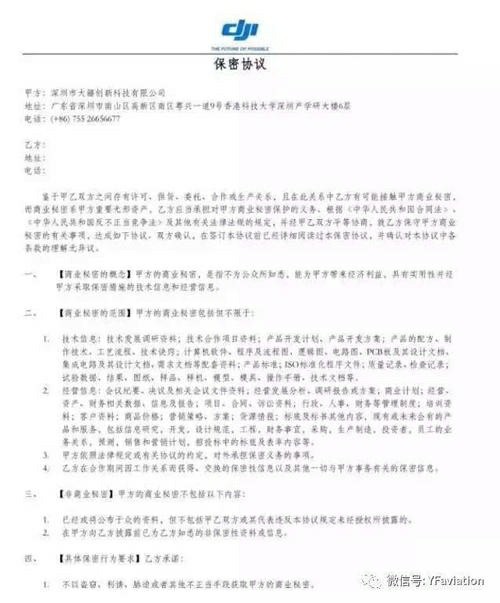 dji
THE FUTURE OF POSSIBLE
保密协议
甲方：深圳市大疆创新科技有限公司
地址：广东省深圳市南山区高新区南区粤兴一道9号香港科技大学深圳产学研大楼6层
电话：(+86) 755 26656677
乙方：
地址：
电话：
鉴于甲乙双方之间存有许可、供货、委托、合作或生产关系，且在此关系中乙方有可能接触甲方商业秘密，
而商业秘密系甲方重要无形资产，乙方应当承担对甲方商业秘密保护的义务，根据《中华人民共和国合同法》、
《中华人民共和国反不正当竞争法》及其他有关法律法规的规定，并经甲乙双方平等协商，就乙方保守甲方商业
秘密的有关事项，达成如下协议。双方确认，在签订本协议前已经详细阅读过本保密协议，并确认对本协议中各
条款的理解无异议。
一、 【商业秘密的概念】甲方的商业秘密，是指不为公众所知悉，能为甲方带来经济利益，具有实用性并经
甲方采取保密措施的技术信息和经营信息。
二、 【商业秘密的范围】甲方的商业秘密包括但不限于：
1. 技术信息：技术发展调研资料；技术合作项目资料；产品开发计划、产品开发方案；产品的配方、制
作技术、工艺流程、技术诀窍；计算机软件、程序及流程图、逻辑图、电路图、PCB板及其设计文档、
集成电路及其设计文档、需求文档等配套资料；产品标准；ISO标准化程序文件；质量记录、检查记录；
试验数据、结果、图纸，样品，样机，模型，模具，操作手册，技术文档等。
2. 经营信息：会议纪要、决议及相关会议文件资料；经营发展分析、调研报告或方案；商业计划；经营、
资产、财务相关数据、信息及报告；项目、合同、诉讼资料；行政、人事、财务等管理制度；培训资
料；客户资料；商品价格；营销策略、方案；货源情报；标底及标书其他内容，现有或未来会有的产
品和服务，包括信息研究，开发，设计规范，工程，财务事宜，采购，生产制造，投资者，员工的业
务关系，预测，销售和营销计划，招投标中的标底及表单内容等。
3. 甲方依照法律规定或有关协议的约定，对外承担保密义务的事项。
4. 乙方在合作期间因工作关系而获得、交换的保密性信息以及其他一切与甲方事务有关的保密信息。
三、 【非商业秘密】甲方的商业秘密不包括以下内容：
1. 已经或将公布于众的资料，但不包括甲乙双方或其代表违反本协议规定未经授权所披露的。
2. 在甲方向乙方披露前已为乙方知悉的非保密性资料或信息。
四、 【具体保密行为要求】乙方承诺：
1. 不以盗窃、利诱、胁迫或者其他不正当手段获取甲方的商业秘密。
微信号: YFaviation